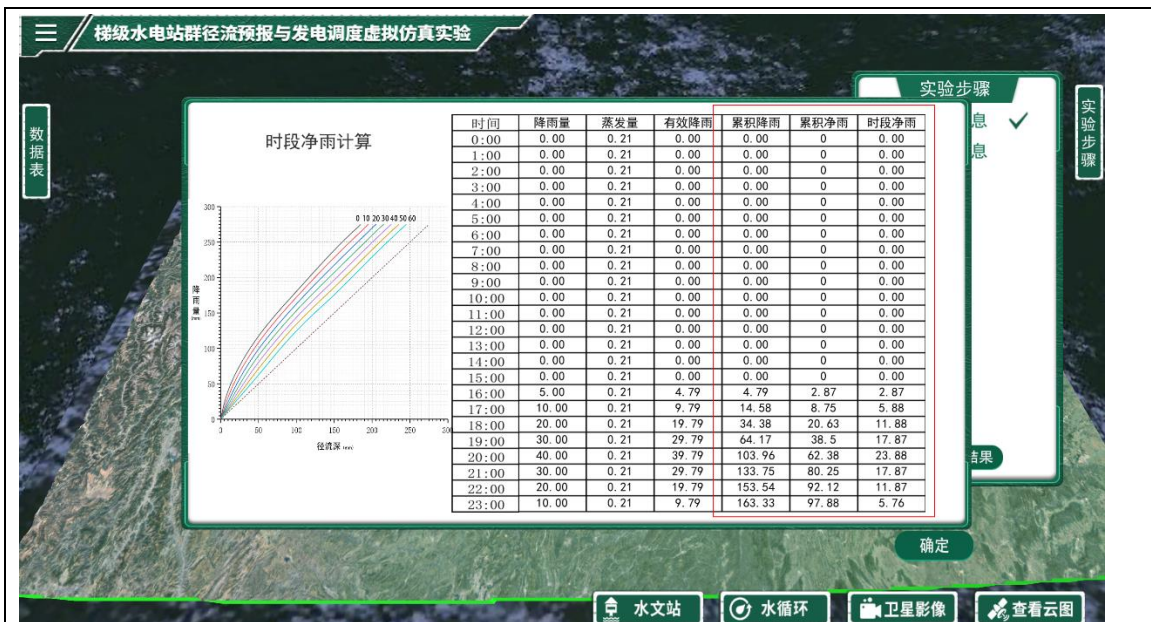 梯级水电站群径流预报与发电调度虚拟仿真实验
实验步骤
息
息
数据表
实验步骤
时段净雨计算
时间 降雨量 蒸发量 有效降雨 累积降雨 累积净雨 时段净雨
0:00 0.00 0.21 0.00 0.00 0 0.00
1:00 0.00 0.21 0.00 0.00 0 0.00
2:00 0.00 0.21 0.00 0.00 0 0.00
3:00 0.00 0.21 0.00 0.00 0 0.00
4:00 0.00 0.21 0.00 0.00 0 0.00
5:00 0.00 0.21 0.00 0.00 0 0.00
6:00 0.00 0.21 0.00 0.00 0 0.00
7:00 0.00 0.21 0.00 0.00 0 0.00
8:00 0.00 0.21 0.00 0.00 0 0.00
9:00 0.00 0.21 0.00 0.00 0 0.00
10:00 0.00 0.21 0.00 0.00 0 0.00
11:00 0.00 0.21 0.00 0.00 0 0.00
12:00 0.00 0.21 0.00 0.00 0 0.00
13:00 0.00 0.21 0.00 0.00 0 0.00
14:00 0.00 0.21 0.00 0.00 0 0.00
15:00 0.00 0.21 0.00 0.00 0 0.00
16:00 5.00 0.21 4.79 4.79 2.87 2.87
17:00 10.00 0.21 9.79 14.58 8.75 5.88
18:00 20.00 0.21 19.79 34.38 20.63 11.88
19:00 30.00 0.21 29.79 64.17 38.5 17.87
20:00 40.00 0.21 39.79 103.96 62.38 23.88
21:00 30.00 0.21 29.79 133.75 80.25 17.87
22:00 20.00 0.21 19.79 153.54 92.12 11.87
23:00 10.00 0.21 9.79 163.33 97.88 5.76
0 10 20 30 40 50 60
300
250
200
150
100
50
0
降雨量 mm
0 50 100 150 200 250 300
径流深 (mm)
结果
确定
水文站
水循环
卫星影像
查看云图